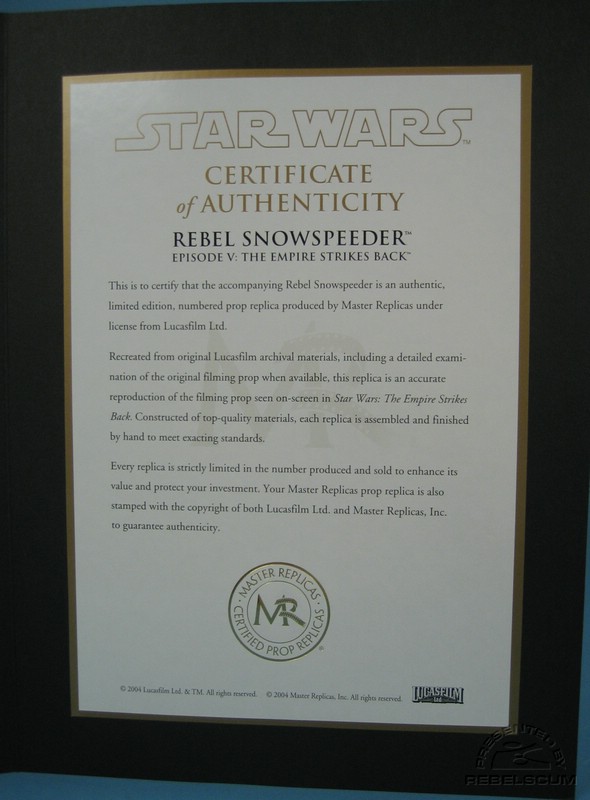 STAR WARS™
CERTIFICATE
of AUTHENTICITY
REBEL SNOWSPEEDER™
EPISODE V: THE EMPIRE STRIKES BACK™
This is to certify that the accompanying Rebel Snowspeeder is an authentic,
limited edition, numbered prop replica produced by Master Replicas under
license from Lucasfilm Ltd.
Recreated from original Lucasfilm archival materials, including a detailed exami-
nation of the original filming prop when available, this replica is an accurate
reproduction of the filming prop seen on-screen in Star Wars: The Empire Strikes
Back. Constructed of top-quality materials, each replica is assembled and finished
by hand to meet exacting standards.
Every replica is strictly limited in the number produced and sold to enhance its
value and protect your investment. Your Master Replicas prop replica is also
stamped with the copyright of both Lucasfilm Ltd. and Master Replicas, Inc.
to guarantee authenticity.
· MASTER REPLICAS ·
MR
CERTIFIED PROP REPLICAS
®
© 2004 Lucasfilm Ltd. & TM. All rights reserved. © 2004 Master Replicas, Inc. All rights reserved.
LUCASFILM
Ltd
PRESENTED BY
REBELSCUM